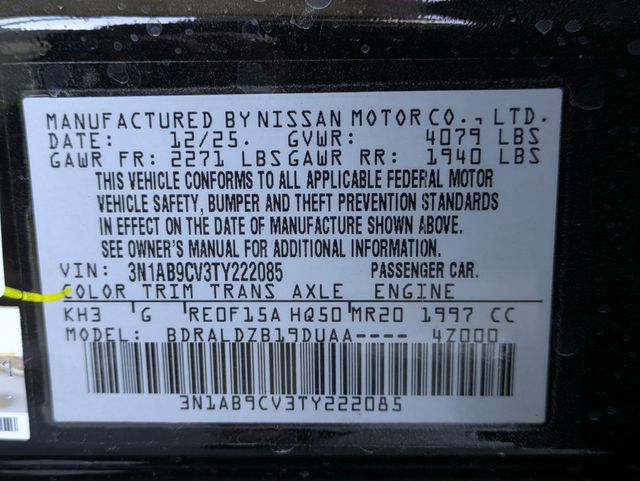 MANUFACTURED BY NISSAN MOTOR CO., LTD.
DATE: 12/25. GVWR: 4079 LBS
GAWR FR: 2271 LBS GAWR RR: 1940 LBS
THIS VEHICLE CONFORMS TO ALL APPLICABLE FEDERAL MOTOR
VEHICLE SAFETY, BUMPER AND THEFT PREVENTION STANDARDS
IN EFFECT ON THE DATE OF MANUFACTURE SHOWN ABOVE.
SEE OWNER'S MANUAL FOR ADDITIONAL INFORMATION.
VIN: 3N1AB9CV3TY222085 PASSENGER CAR.
COLOR TRIM TRANS AXLE ENGINE
KH3 G RE0F15A HQ50 MR20 1997 CC
MODEL: BDRALDZB19DUAA---- 4Z000
3N1AB9CV3TY222085